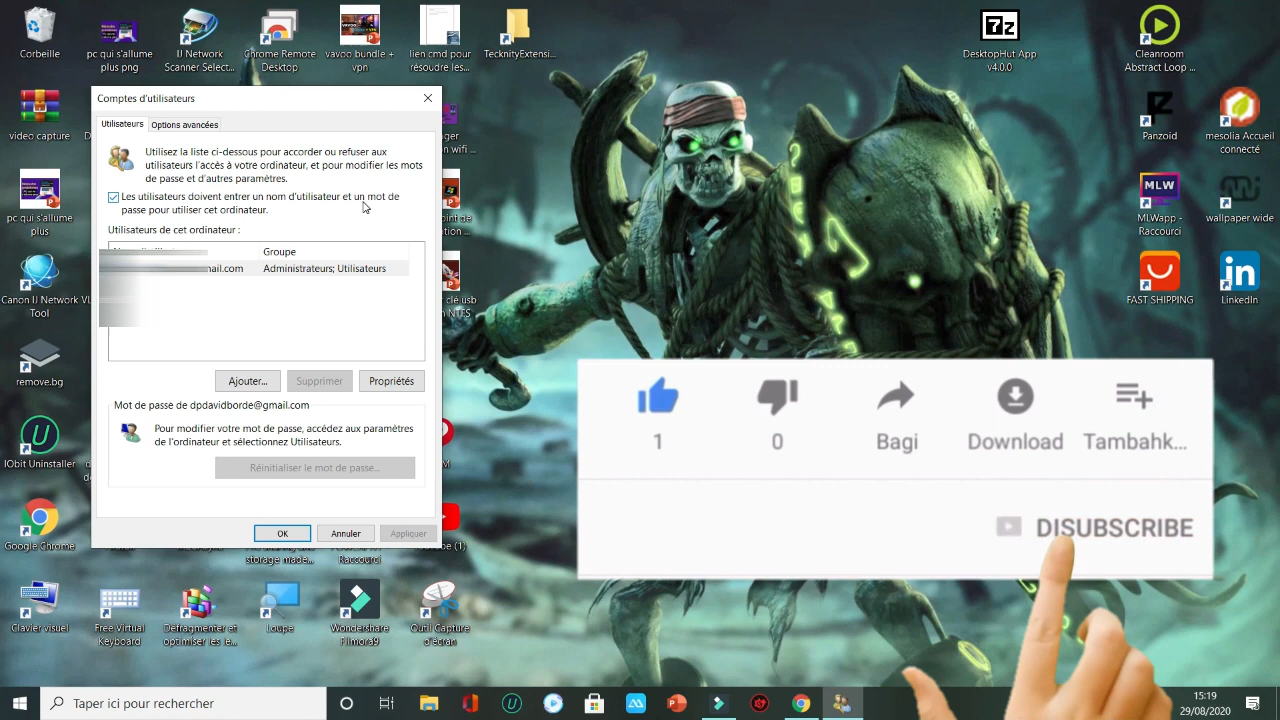 Corbeille
pc qui s'allume
plus png
IJ Network
Scanner Select...
Chrome Remote
Desktop
vavoo bundle +
vpn
lien cmd pour
résoudre les...
TecknityExtensi...
DesktopHut App
v4.0.0
Cleanroom
Abstract Loop ...
video capture
Panzoid
mesolia Accueil
connecté
pc qui s'allume
plus
MLW
MLWapp -
Raccourci
wallpaper wide
Canon IJ Network
Tool
FAST SHIPPING
LinkedIn
remove.bg
IObit Uninstaller
Google Chrome
storage made...
Raccourci
(1)
Clavier visuel
Free Virtual
Keyboard
Défragmenter et
optimiser les le...
Loupe
Wondershare
Filmora9
Outil Capture
d'écran
Comptes d'utilisateurs
Utilisateurs
Options avancées
Utilisez la liste ci-dessous pour accorder ou refuser aux
utilisateurs l'accès à votre ordinateur, et pour modifier les mots
de passe et d'autres paramètres.
Les utilisateurs doivent entrer un nom d'utilisateur et un mot de
passe pour utiliser cet ordinateur.
Utilisateurs de cet ordinateur :
Groupe
mail.com
Administrateurs; Utilisateurs
Ajouter...
Supprimer
Propriétés
Mot de passe de dpdavidborde@gmail.com
Pour modifier votre mot de passe, accédez aux paramètres
de l'ordinateur et sélectionnez Utilisateurs.
Réinitialiser le mot de passe...
OK
Annuler
Appliquer
1
0
Bagi
Download
Tambahk...
DISUBSCRIBE
Taper ici pour rechercher
15:19
29/08/2020